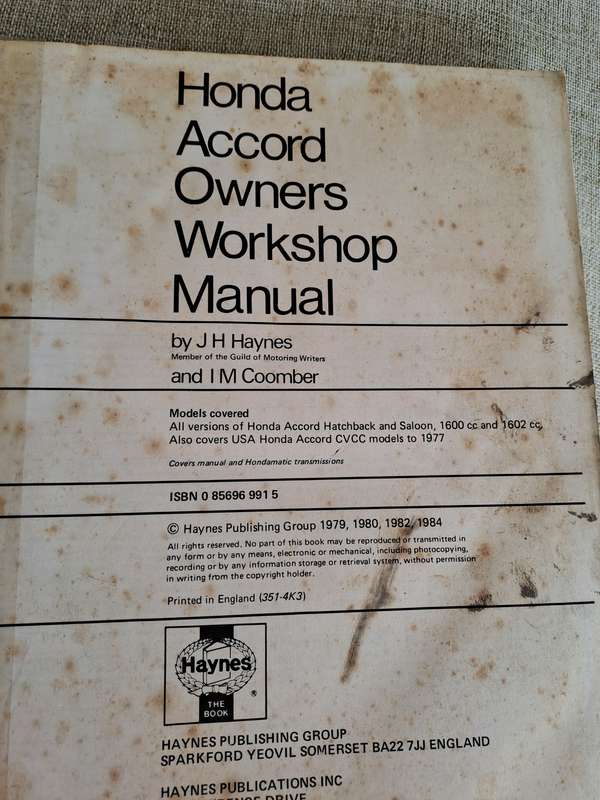 Honda
Accord
Owners
Workshop
Manual
by J H Haynes
Member of the Guild of Motoring Writers
and I M Coomber
Models covered
All versions of Honda Accord Hatchback and Saloon, 1600 cc and 1602 cc,
Also covers USA Honda Accord CVCC models to 1977
Covers manual and Hondamatic transmissions
ISBN 0 85696 991 5
© Haynes Publishing Group 1979, 1980, 1982, 1984
All rights reserved. No part of this book may be reproduced or transmitted in
any form or by any means, electronic or mechanical, including photocopying,
recording or by any information storage or retrieval system, without permission
in writing from the copyright holder.
Printed in England (351-4K3)
Haynes
®
THE
BOOK
HAYNES PUBLISHING GROUP
SPARKFORD YEOVIL SOMERSET BA22 7JJ ENGLAND
HAYNES PUBLICATIONS INC
DRIVE